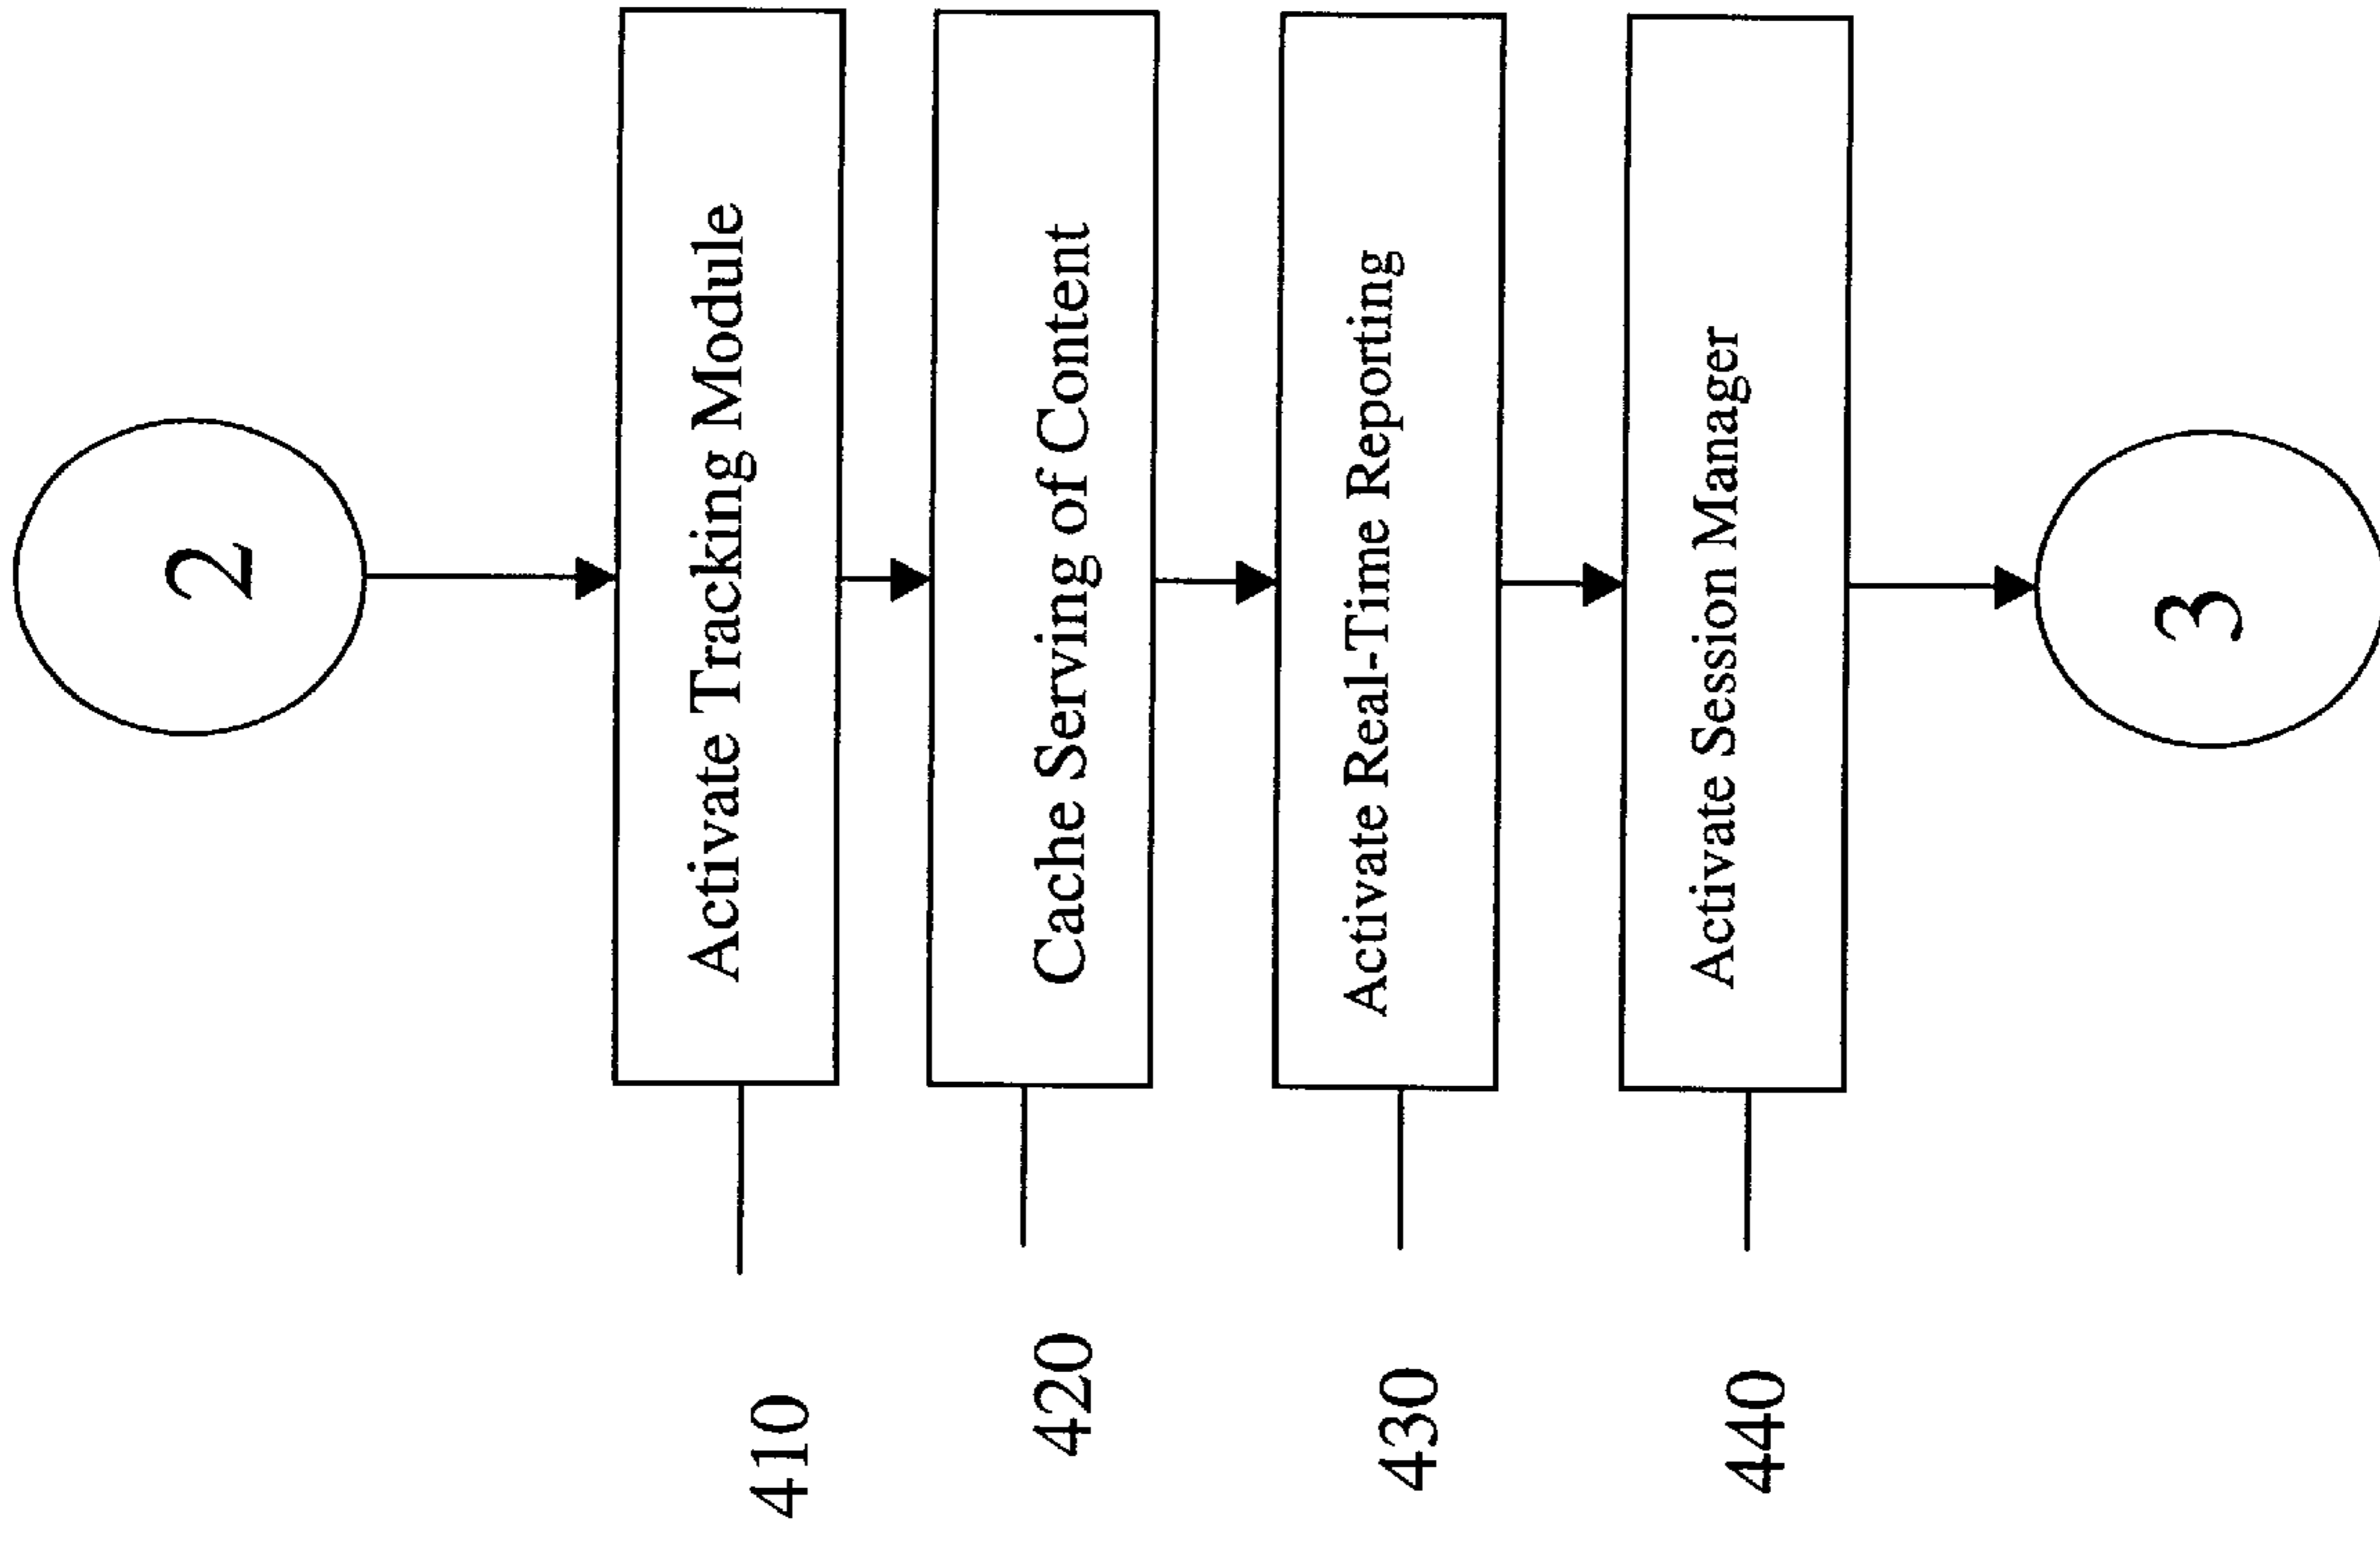 2
410
Activate Tracking Module
420
Cache Serving of Content
430
Activate Real-Time Reporting
440
Activate Session Manager
3